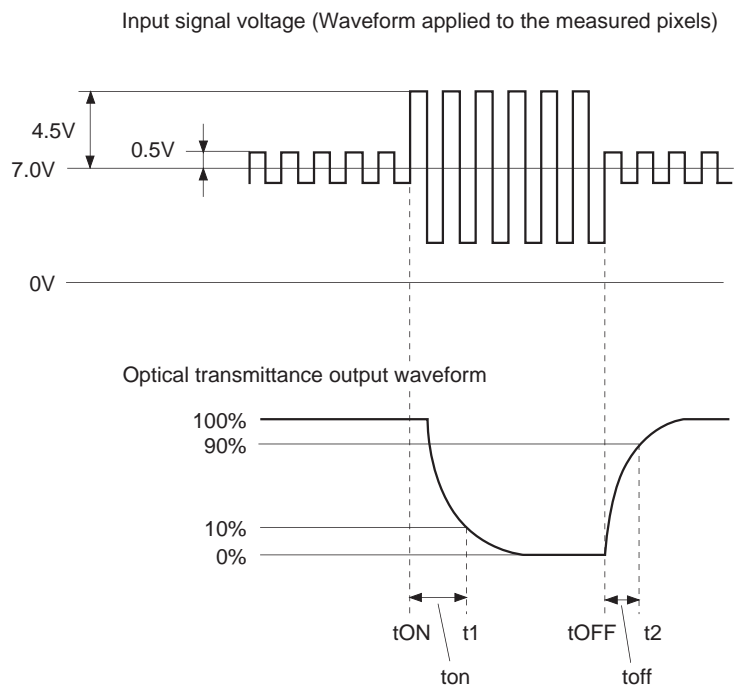 Input signal voltage (Waveform applied to the measured pixels)
4.5V
0.5V
7.0V
0V
Optical transmittance output waveform
100%
90%
10%
0%
tON t1 tOFF t2
ton toff